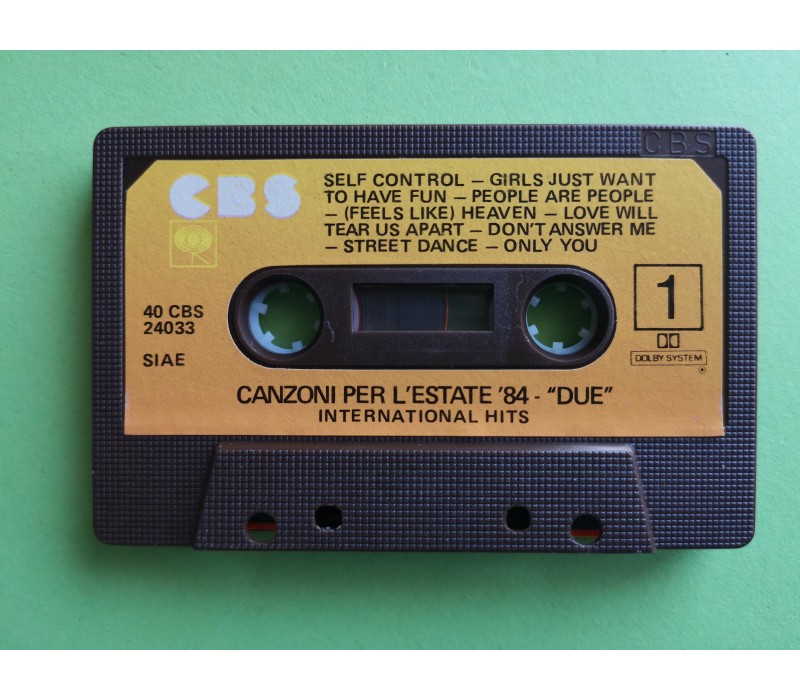 CBS
CBS
SELF CONTROL – GIRLS JUST WANT
TO HAVE FUN – PEOPLE ARE PEOPLE
– (FEELS LIKE) HEAVEN – LOVE WILL
TEAR US APART – DON'T ANSWER ME
– STREET DANCE – ONLY YOU
40 CBS
24033
SIAE
1
DOLBY SYSTEM
CANZONI PER L'ESTATE '84 - "DUE"
INTERNATIONAL HITS